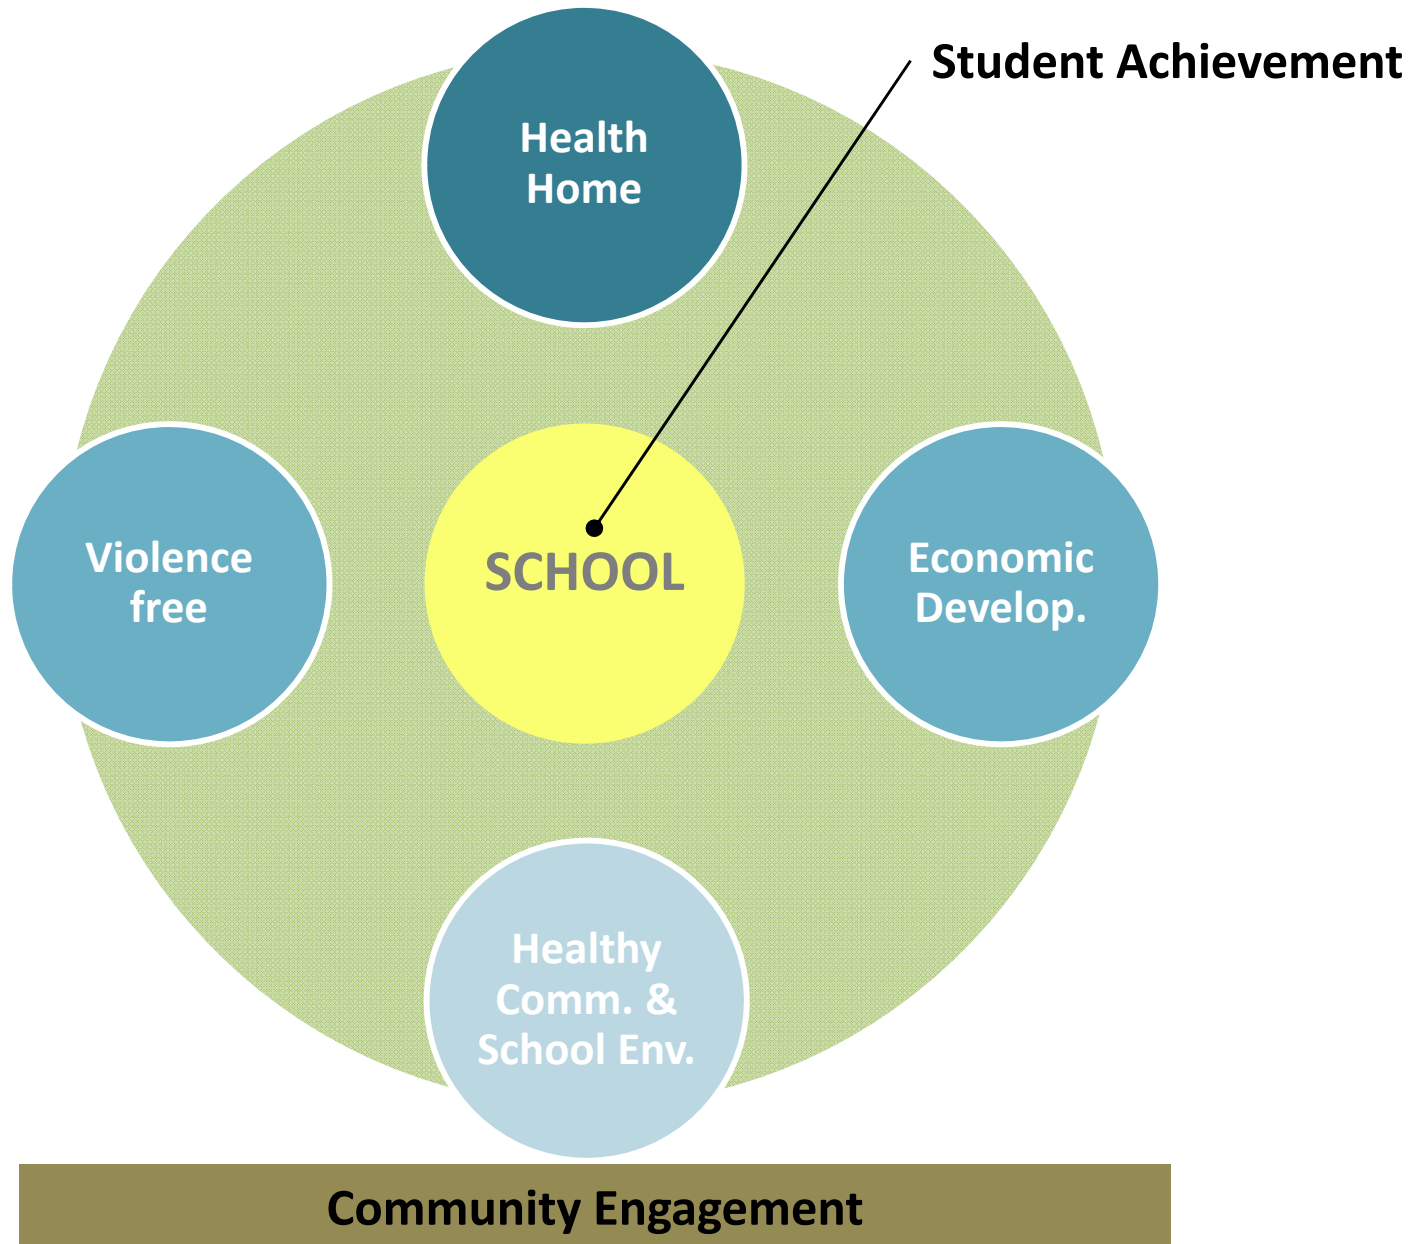 Student Achievement
Health
Home
Violence
free
SCHOOL
Economic
Develop.
Healthy
Comm. &
School Env.
Community Engagement